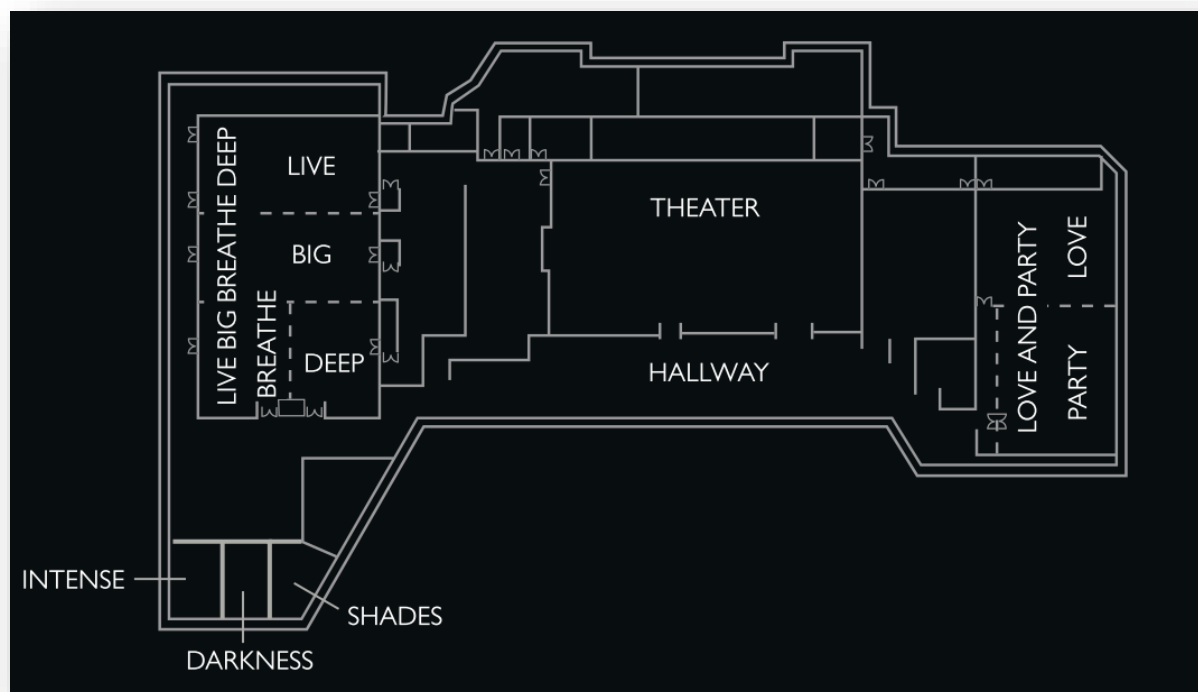 LIVE BIG BREATHE DEEP
LIVE
BIG
BREATHE
DEEP
THEATER
HALLWAY
LOVE AND PARTY
LOVE
PARTY
INTENSE
DARKNESS
SHADES